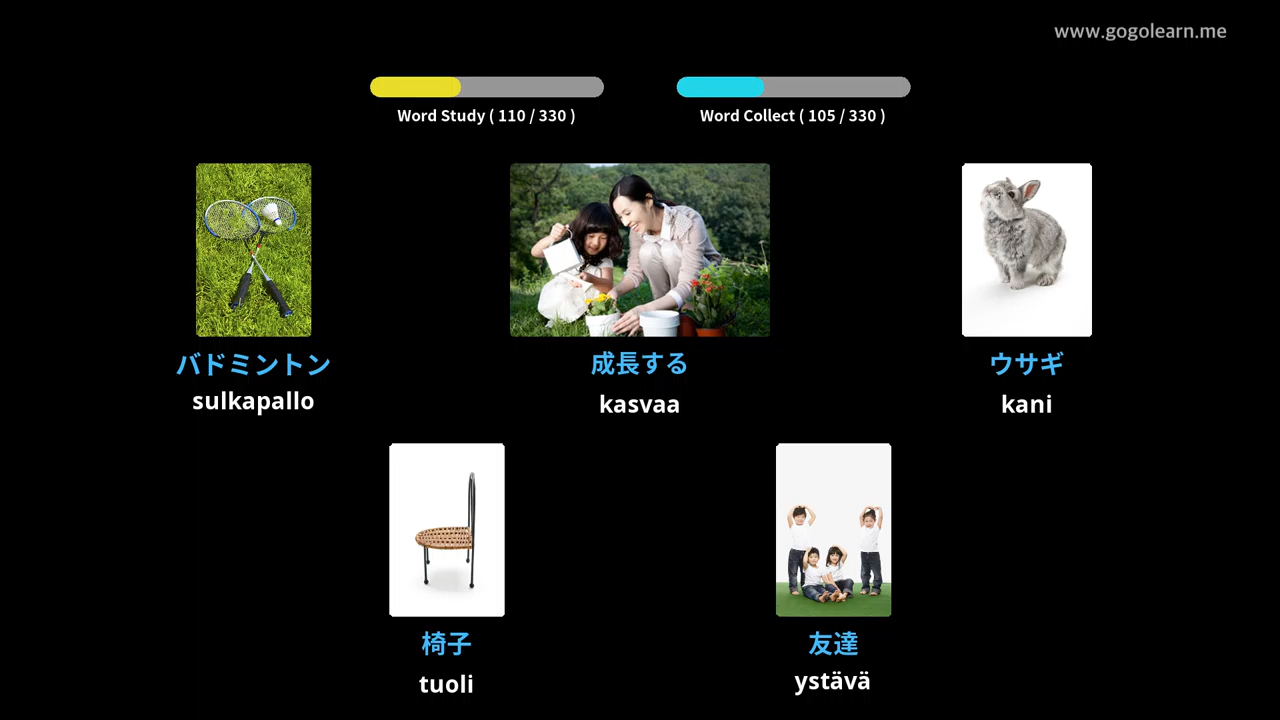 www.gogolearn.me
Word Study ( 110 / 330 )
Word Collect ( 105 / 330 )
バドミントン
sulkapallo
成長する
kasvaa
ウサギ
kani
椅子
tuoli
友達
ystävä